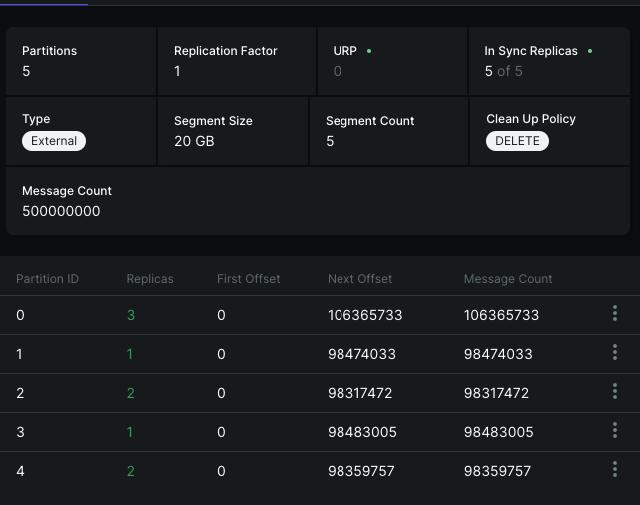 Partitions Replication Factor URP In Sync Replicas
5 1 0 5 of 5
Type Segment Size Segment Count Clean Up Policy
External 20 GB 5 DELETE
Message Count
500000000
Partition ID Replicas First Offset Next Offset Message Count
0 3 0 106365733 106365733
1 1 0 98474033 98474033
2 2 0 98317472 98317472
3 1 0 98483005 98483005
4 2 0 98359757 98359757